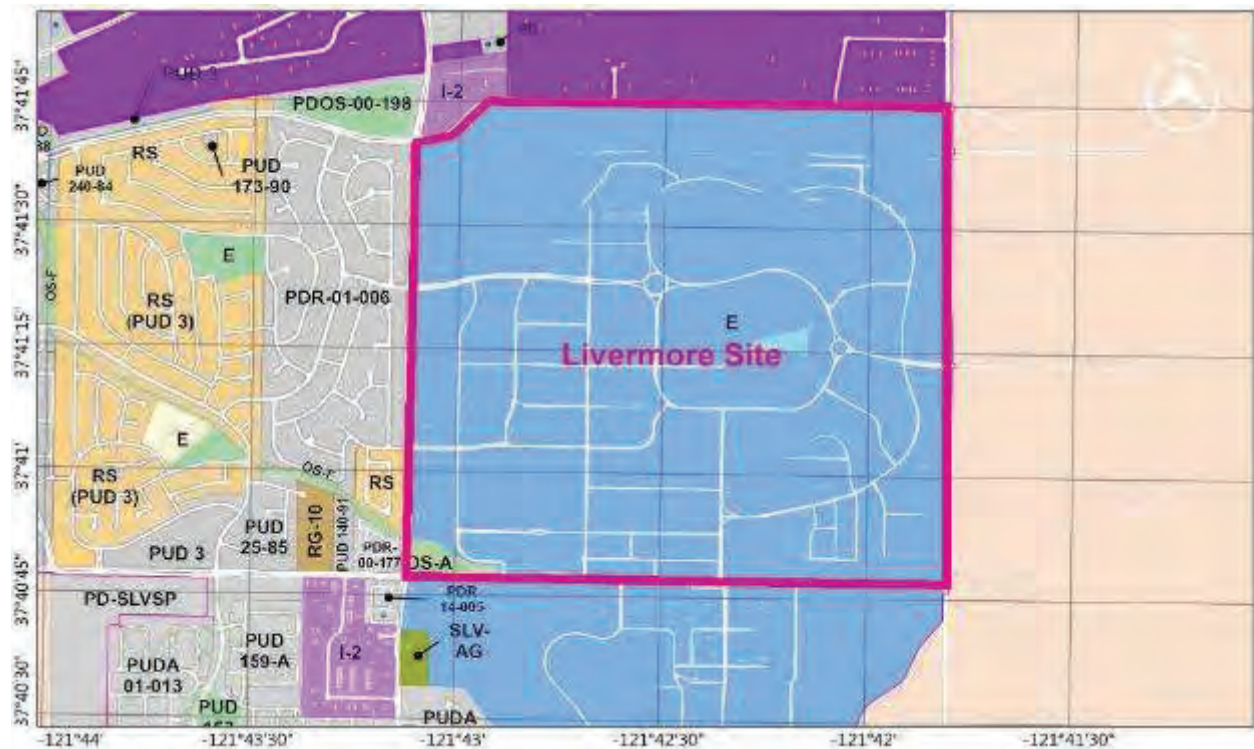 PUD-3
I-2
PDOS-00-198
RS
PUD
173-90
PUD
240-84
E
OS-F
RS
(PUD 3)
PDR-01-006
E
Livermore Site
E
RS
(PUD 3)
OS-F
RS
PUD 3
PUD
25-85
RG-10
PUD 140-91
PDR-
00-177
OS-A
PD-SLVSP
PDR
14-005
SLV-
AG
PUDA
01-013
PUD
159-A
I-2
PUD
PUDA
37°41'45"
37°41'30"
37°41'15"
37°41'
37°40'45"
37°40'30"
-121°44'
-121°43'30"
-121°43'
-121°42'30"
-121°42'
-121°41'30"